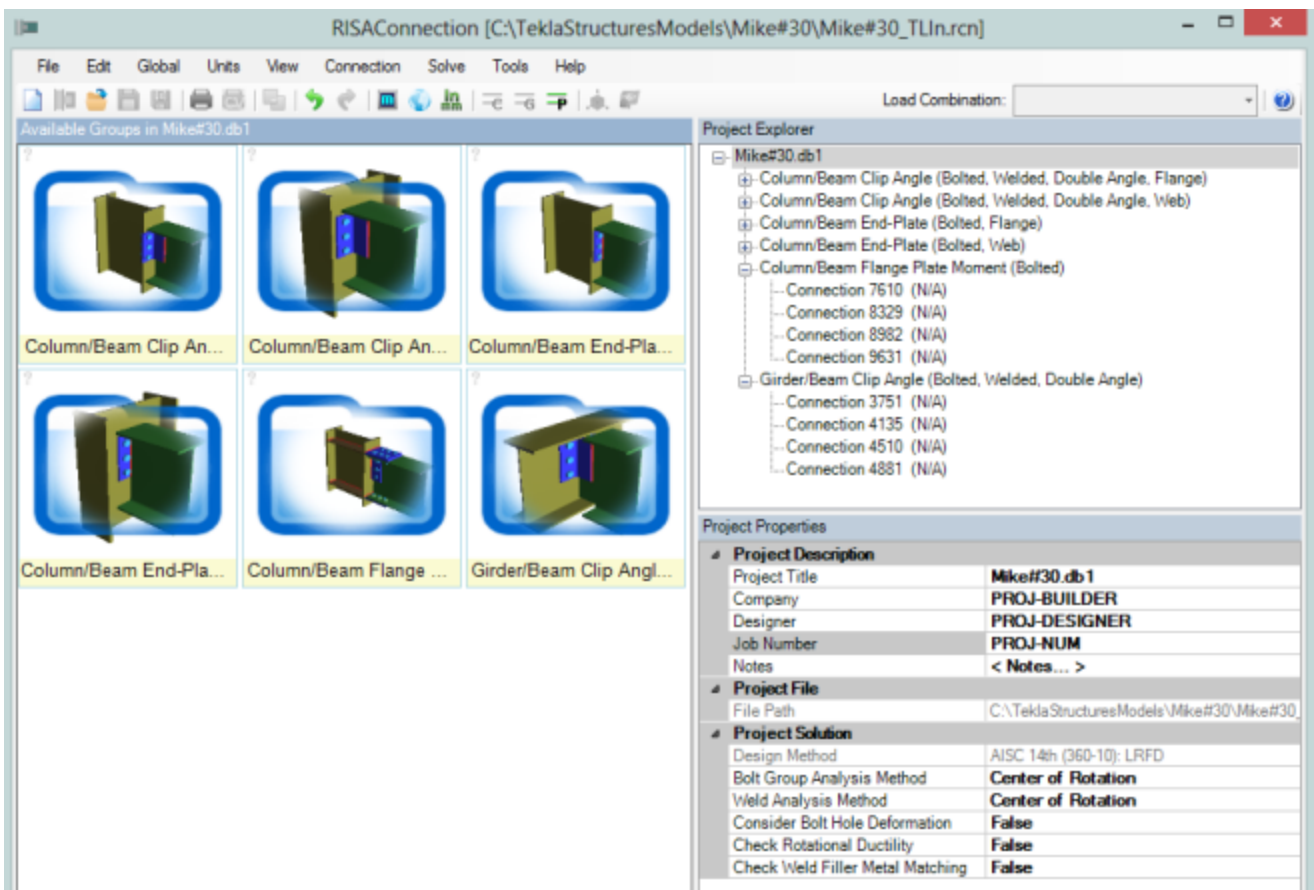 RISAConnection [C:\TeklaStructuresModels\Mike#30\Mike#30_TLIn.rcn]
File Edit Global Units View Connection Solve Tools Help
Load Combination:
Available Groups in Mike#30.db1
Column/Beam Clip An...
Column/Beam Clip An...
Column/Beam End-Pla...
Column/Beam End-Pla...
Column/Beam Flange ...
Girder/Beam Clip Angl...
Project Explorer
Mike#30.db1
Column/Beam Clip Angle (Bolted, Welded, Double Angle, Flange)
Column/Beam Clip Angle (Bolted, Welded, Double Angle, Web)
Column/Beam End-Plate (Bolted, Flange)
Column/Beam End-Plate (Bolted, Web)
Column/Beam Flange Plate Moment (Bolted)
Connection 7610 (N/A)
Connection 8329 (N/A)
Connection 8982 (N/A)
Connection 9631 (N/A)
Girder/Beam Clip Angle (Bolted, Welded, Double Angle)
Connection 3751 (N/A)
Connection 4135 (N/A)
Connection 4510 (N/A)
Connection 4881 (N/A)
Project Properties
Project Description
Project Title Mike#30.db1
Company PROJ-BUILDER
Designer PROJ-DESIGNER
Job Number PROJ-NUM
Notes < Notes... >
Project File
File Path C:\TeklaStructuresModels\Mike#30\Mike#30_
Project Solution
Design Method AISC 14th (360-10): LRFD
Bolt Group Analysis Method Center of Rotation
Weld Analysis Method Center of Rotation
Consider Bolt Hole Deformation False
Check Rotational Ductility False
Check Weld Filler Metal Matching False